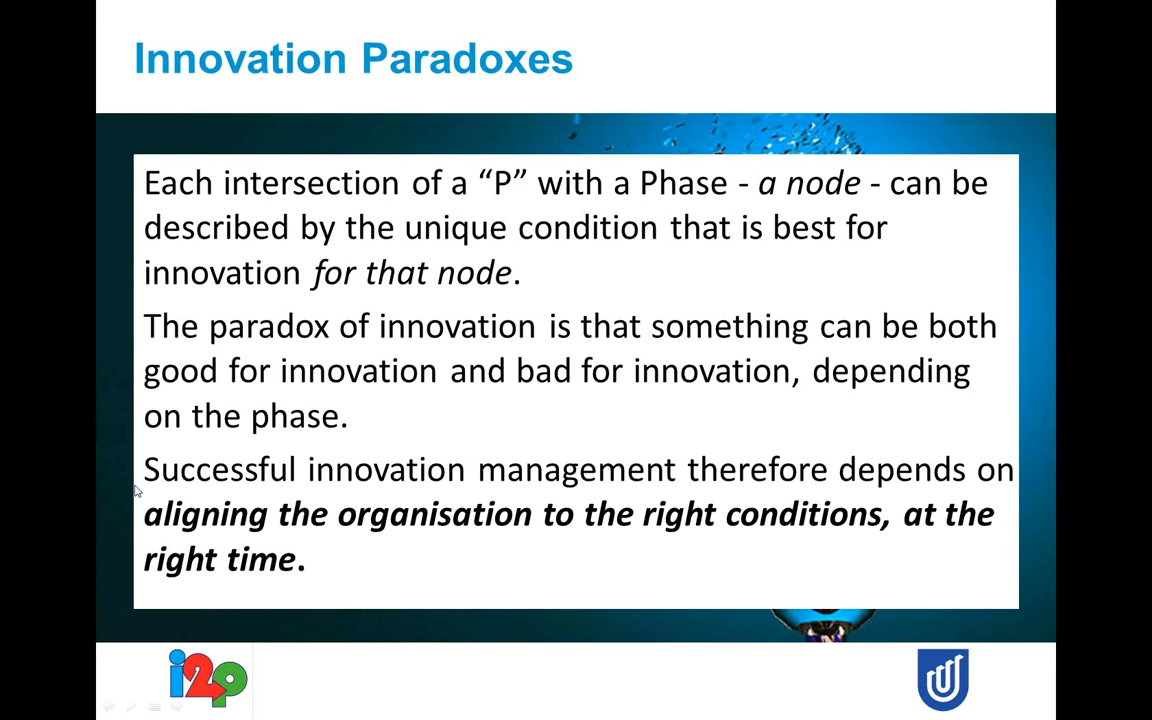 Innovation Paradoxes
Each intersection of a “P” with a Phase - a node - can be
described by the unique condition that is best for
innovation for that node.
The paradox of innovation is that something can be both
good for innovation and bad for innovation, depending
on the phase.
Successful innovation management therefore depends on
aligning the organisation to the right conditions, at the
right time.
i2p